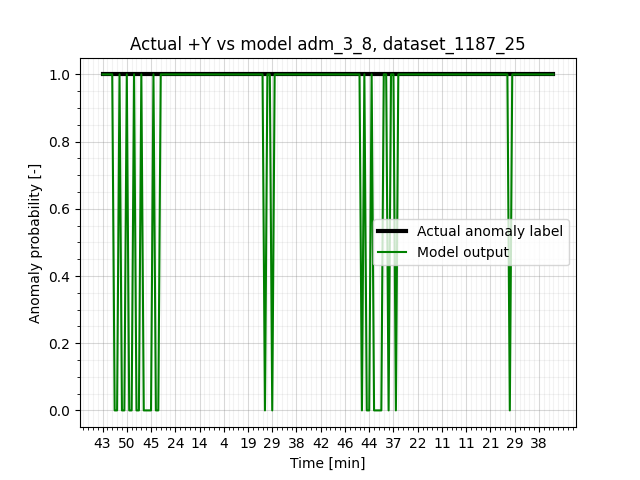 Actual +Y vs model adm_3_8, dataset_1187_25
Anomaly probability [-]
1.0
0.8
0.6
0.4
0.2
0.0
Actual anomaly label
Model output
43 50 45 24 14 4 19 29 38 42 46 44 37 22 11 11 21 29 38
Time [min]